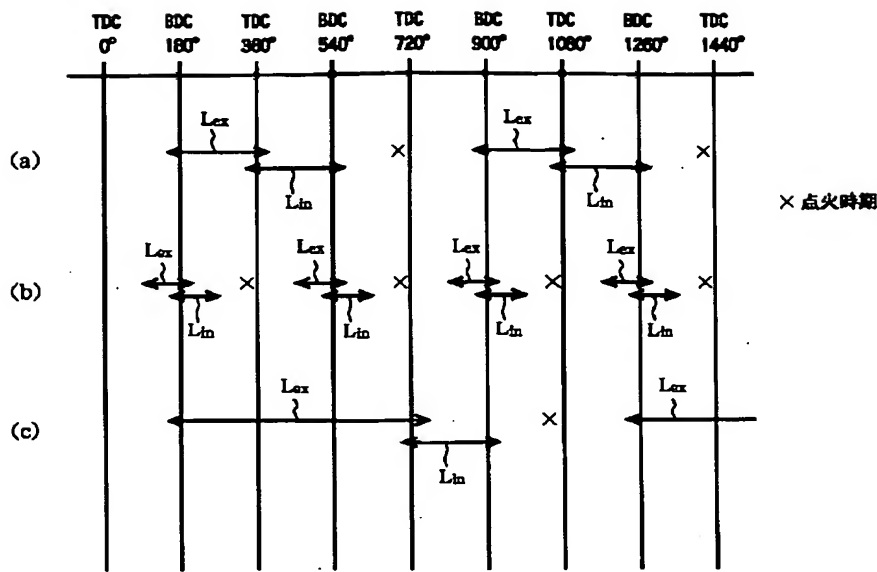 TDC BDC TDC BDC TDC BDC TDC BDC TDC
0° 180° 360° 540° 720° 900° 1080° 1260° 1440°
Lex Lex
(a) × × ×
Lin Lin
× 点火時期
Lex Lex Lex Lex
(b) × × × ×
Lin Lin Lin Lin
Lex Lex
(c) ×
Lin